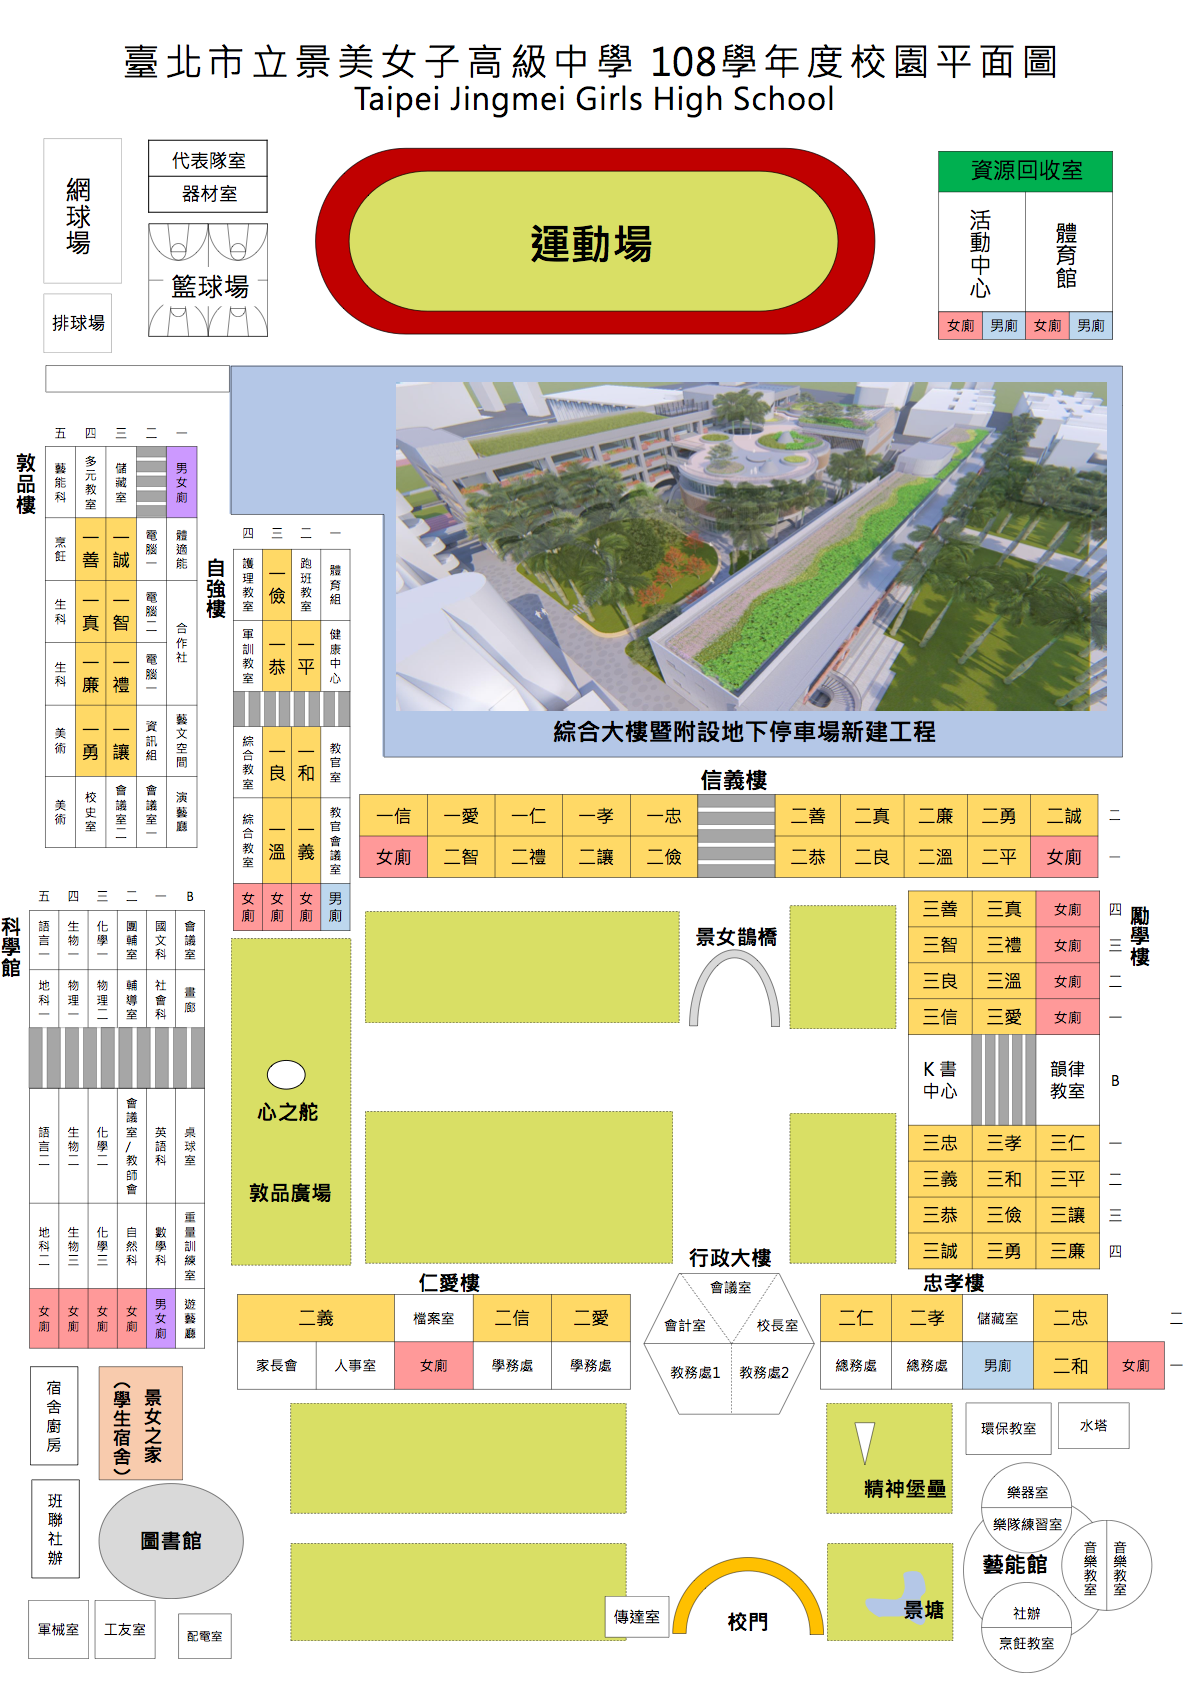 臺北市立景美女子高級中學 108學年度校園平面圖
Taipei Jingmei Girls High School
網球場
代表隊室
器材室
籃球場
排球場
運動場
資源回收室
活動中心
體育館
女廁 男廁 女廁 男廁
綜合大樓暨附設地下停車場新建工程
敦品樓
五 四 三 二 一
藝能科 多元教室 儲藏室 男女廁
烹飪 一善 一誠 電腦一 體適能
生科 一真 一智 電腦二 合作社
生科 一廉 一禮 電腦一
美術 一勇 一讓 資訊組 藝文空間
美術 校史室 會議室二 會議室一 演藝廳
自強樓
四 三 二 一
護理教室 一儉 跑班教室 體育組
軍訓教室 一恭 一平 健康中心
綜合教室 一良 一和 教官室
綜合教室 一溫 一義 教官會議室
女廁 女廁 女廁 男廁
信義樓
一信 一愛 一仁 一孝 一忠 二善 二真 二廉 二勇 二誠 二
女廁 二智 二禮 二讓 二儉 二恭 二良 二溫 二平 女廁 一
科學館
五 四 三 二 一 B
語言一 生物一 化學一 團輔室 國文科 會議室
地科一 物理一 物理二 輔導室 社會科 畫廊
語言二 生物二 化學二 會議室/教師會 英語科 桌球室
地科二 生物三 化學三 自然科 數學科 重量訓練室
女廁 女廁 女廁 女廁 男女廁 遊藝廳
景女鵲橋
心之舵
敦品廣場
勵學樓
三善 三真 女廁 四
三智 三禮 女廁 三
三良 三溫 女廁 二
三信 三愛 女廁 一
K 書中心 韻律教室 B
三忠 三孝 三仁 一
三義 三和 三平 二
三恭 三儉 三讓 三
三誠 三勇 三廉 四
仁愛樓
二義 檔案室 二信 二愛
家長會 人事室 女廁 學務處 學務處
行政大樓
會議室
會計室 校長室
教務處1 教務處2
忠孝樓
二仁 二孝 儲藏室 二忠 二
總務處 總務處 男廁 二和 女廁 一
宿舍廚房
景女之家
（學生宿舍）
班聯社辦
圖書館
軍械室 工友室 配電室
精神堡壘
環保教室 水塔
樂器室
樂隊練習室
藝能館
音樂教室 音樂教室
社辦
烹飪教室
傳達室
校門
景塘